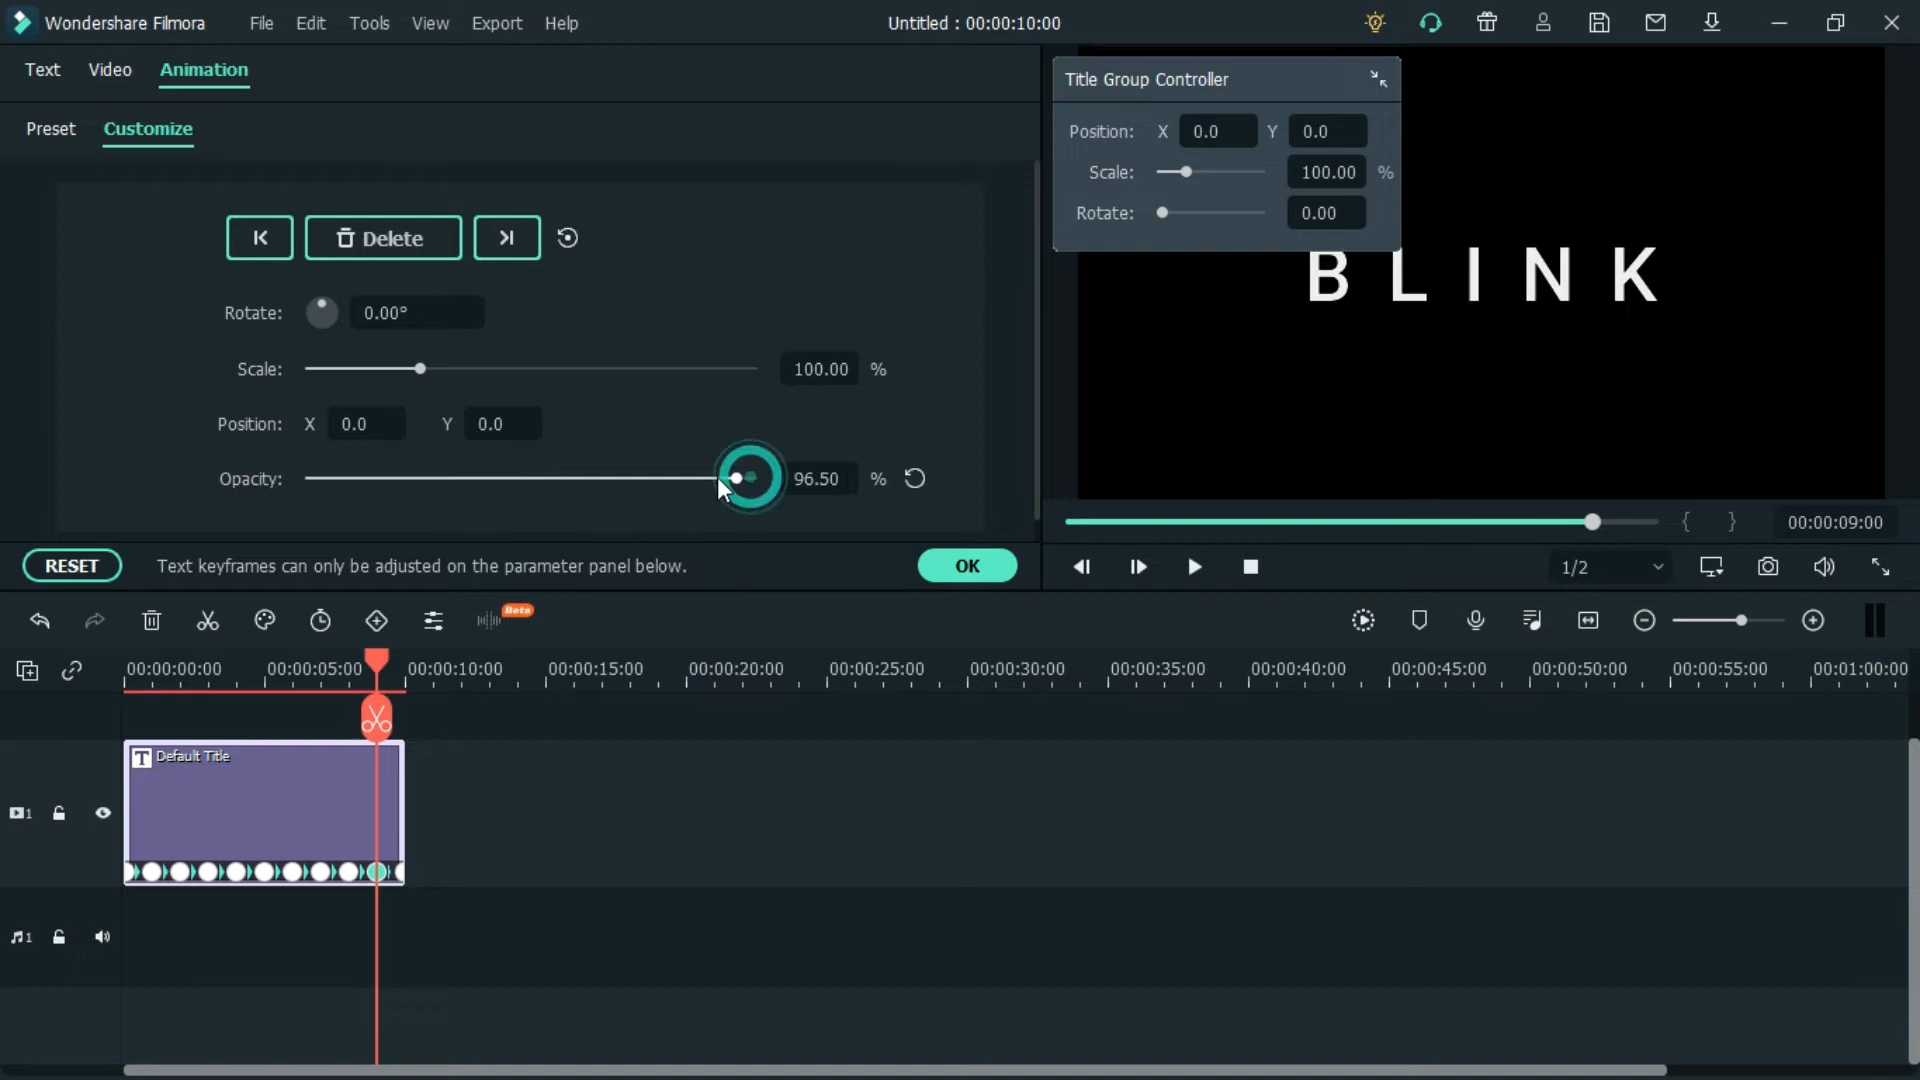 Wondershare Filmora File Edit Tools View Export Help Untitled : 00:00:10:00
Text Video Animation
Preset Customize
Delete
Rotate: 0.00°
Scale: 100.00 %
Position: X 0.0 Y 0.0
Opacity: 96.50 %
RESET Text keyframes can only be adjusted on the parameter panel below. OK
Title Group Controller
Position: X 0.0 Y 0.0
Scale: 100.00 %
Rotate: 0.00
BLINK
{ } 00:00:09:00
1/2
Beta
00:00:00:00 00:00:05:00 00:00:10:00 00:00:15:00 00:00:20:00 00:00:25:00 00:00:30:00 00:00:35:00 00:00:40:00 00:00:45:00 00:00:50:00 00:00:55:00 00:01:00:00
T Default Title
1
1